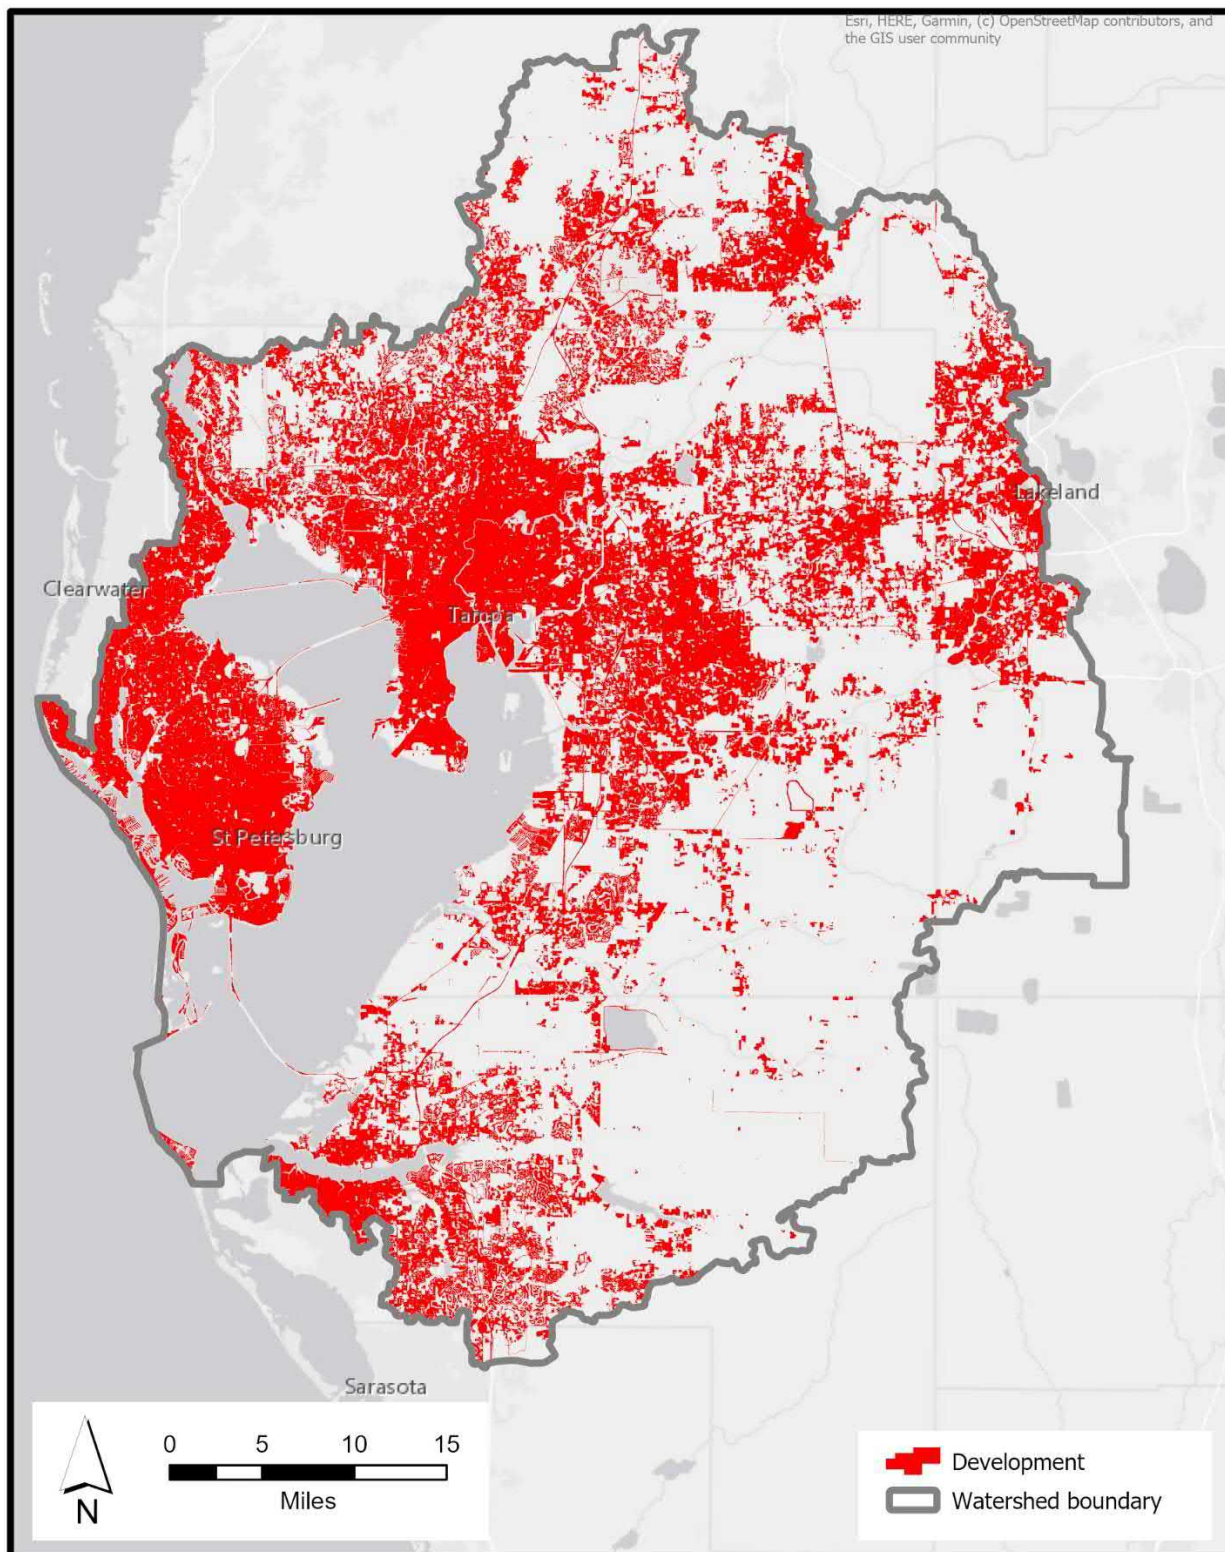 Esri, HERE, Garmin, (c) OpenStreetMap contributors, and
the GIS user community
Lakeland
Clearwater
Tampa
St Petersburg
Sarasota
0 5 10 15
Miles
N
Development
Watershed boundary